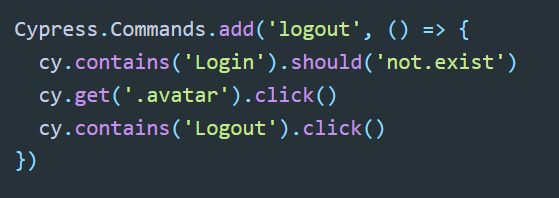 Cypress.Commands.add('logout', () => {
  cy.contains('Login').should('not.exist')
  cy.get('.avatar').click()
  cy.contains('Logout').click()
})